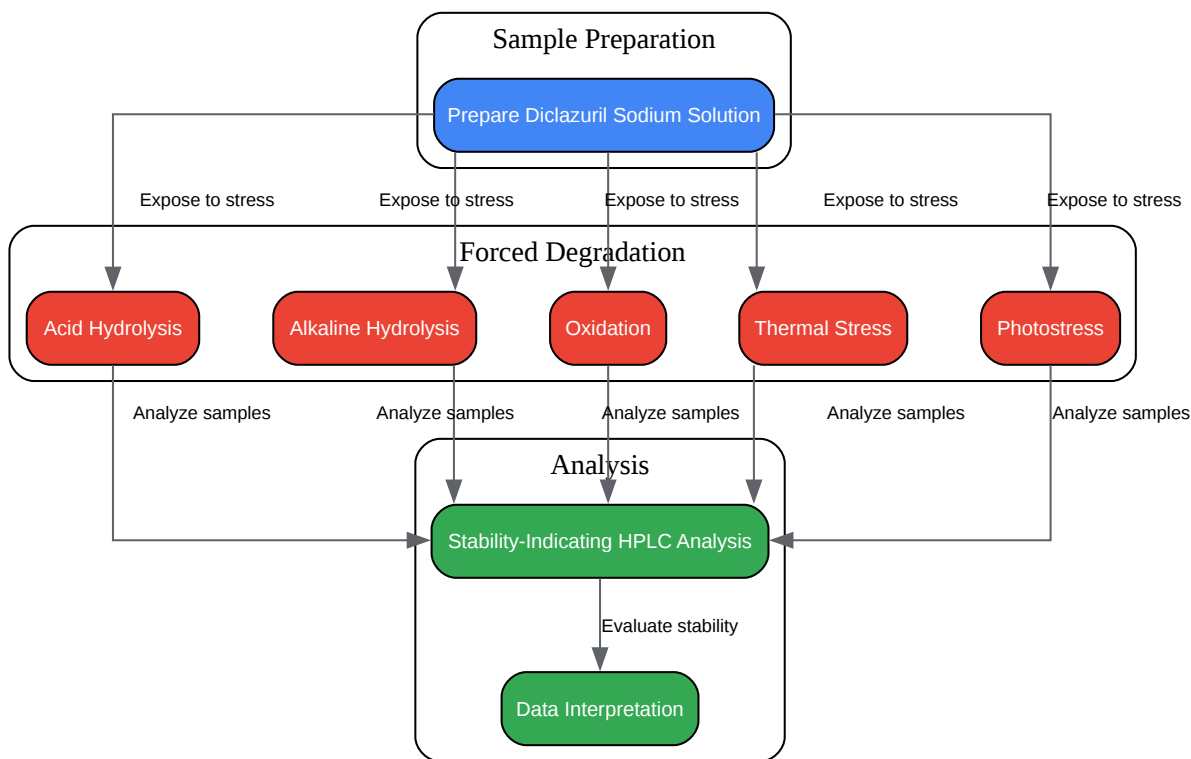 Sample Preparation
Prepare Diclazuril Sodium Solution
Expose to stress
Expose to stress
Expose to stress
Expose to stress
Expose to stress
Forced Degradation
Acid Hydrolysis
Alkaline Hydrolysis
Oxidation
Thermal Stress
Photostress
Analyze samples
Analyze samples
Analyze samples
Analyze samples
Analyze samples
Analysis
Stability-Indicating HPLC Analysis
Evaluate stability
Data Interpretation